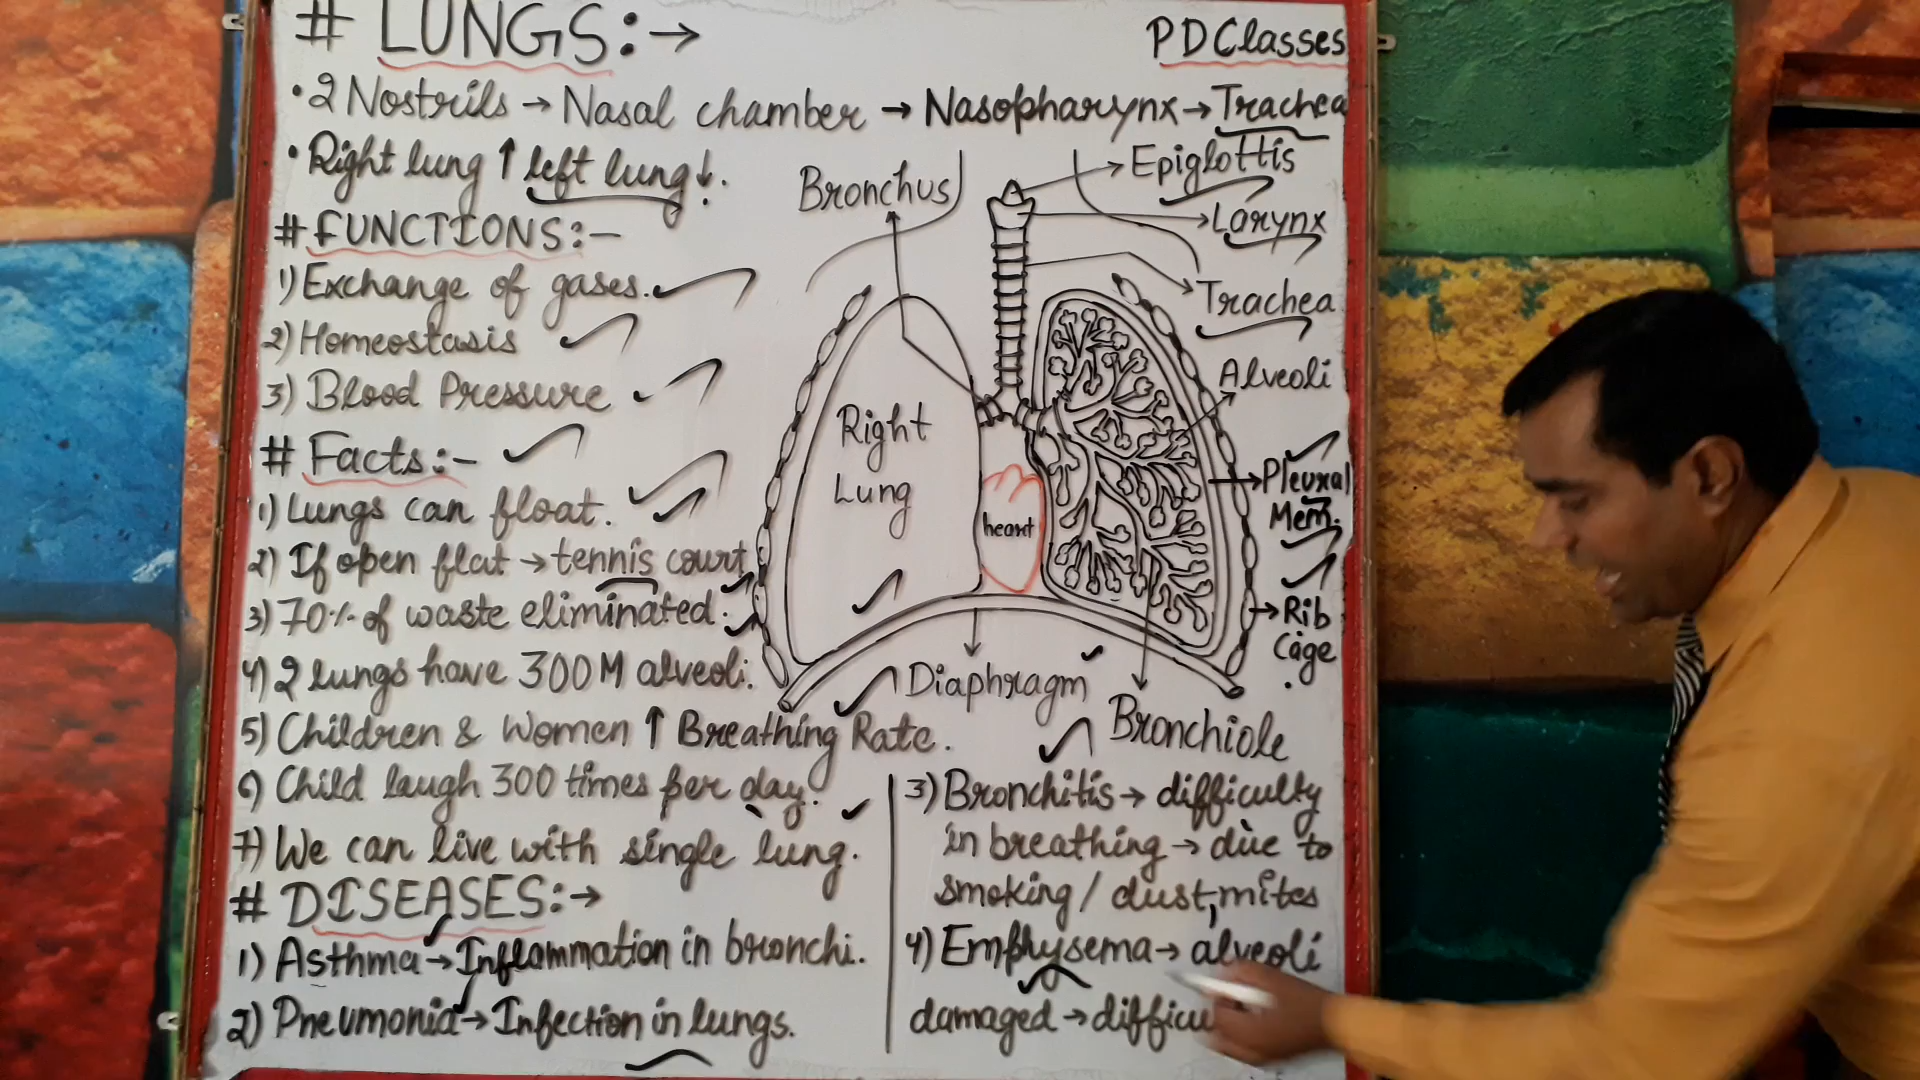 # LUNGS:→
PDClasses
• 2 Nostrils → Nasal chamber → Nasopharynx → Trachea
• Right lung ↑ left lung ↓.
# FUNCTIONS:-
1) Exchange of gases.
2) Homeostasis
3) Blood Pressure
# Facts:-
1) Lungs can float.
2) If open flat → tennis court
3) 70% of waste eliminated.
4) 2 lungs have 300M alveoli.
5) Children & Women ↑ Breathing Rate.
6) Child laugh 300 times per day.
7) We can live with single lung.
# DISEASES:→
1) Asthma → Inflammation in bronchi.
2) Pneumonia → Infection in lungs.
3) Bronchitis → difficulty
in breathing → due to
smoking / dust, mites
4) Emphysema → alveoli
damaged →
Bronchus
Epiglottis
Larynx
Trachea
Alveoli
Pleural
Mem.
Rib
Cage
Right
Lung
heart
Diaphragm
Bronchiole